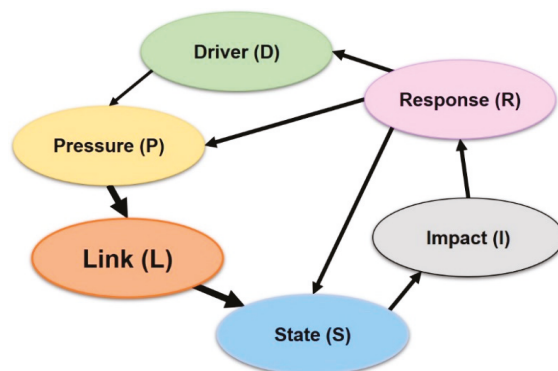 Driver (D)
Response (R)
Pressure (P)
Link (L)
Impact (I)
State (S)